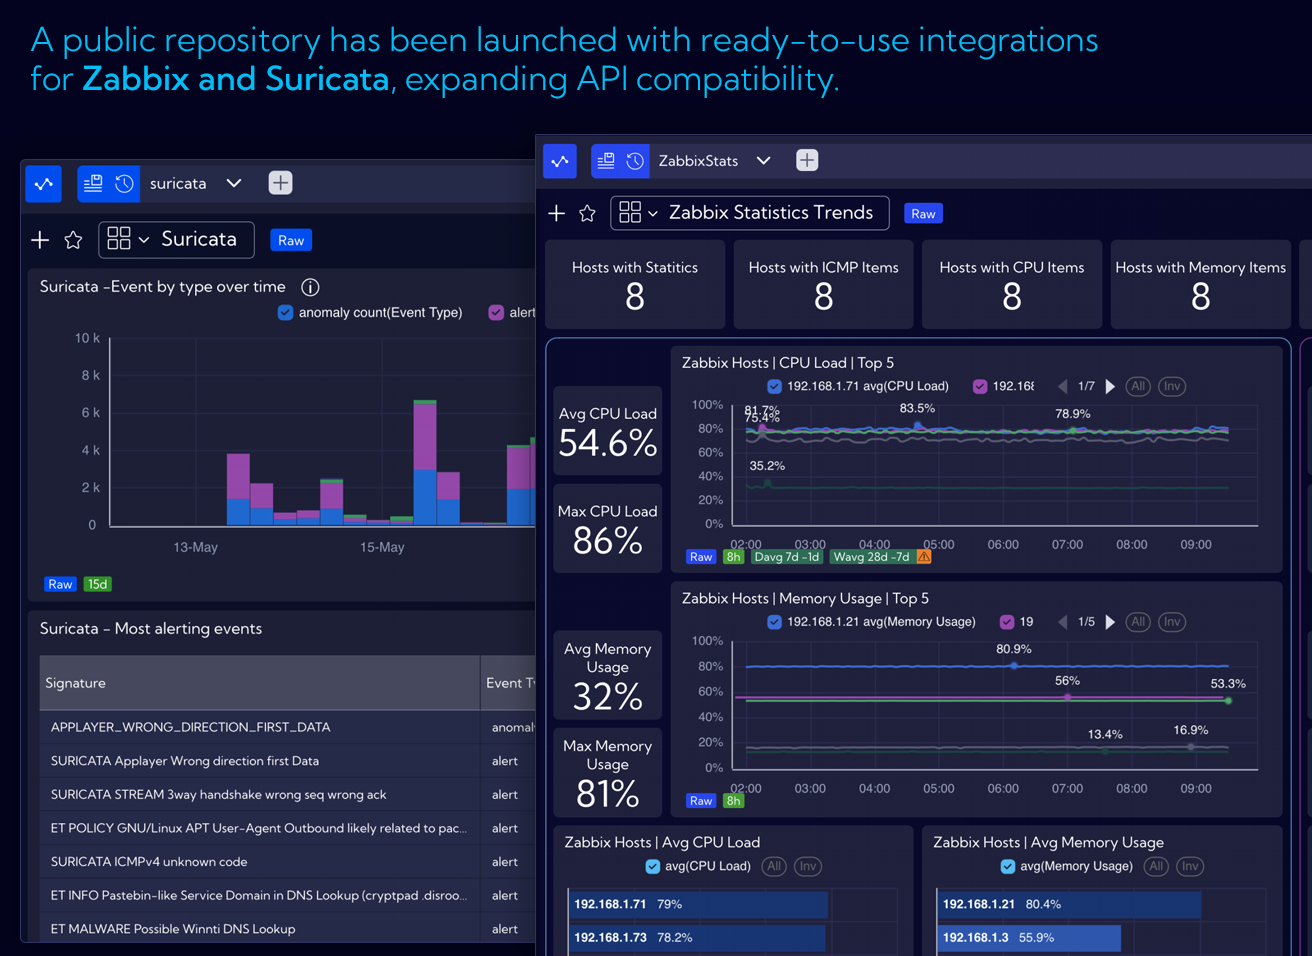 A public repository has been launched with ready-to-use integrations
for Zabbix and Suricata, expanding API compatibility.
suricata
Suricata
Raw
Suricata -Event by type over time
anomaly count(Event Type)
alert
10 k
8 k
6 k
4 k
2 k
0
13-May
15-May
Raw
15d
Suricata - Most alerting events
Signature
Event Ty
APPLAYER_WRONG_DIRECTION_FIRST_DATA
anomal
SURICATA Applayer Wrong direction first Data
alert
SURICATA STREAM 3way handshake wrong seq wrong ack
alert
ET POLICY GNU/Linux APT User-Agent Outbound likely related to pac...
alert
SURICATA ICMPv4 unknown code
alert
ET INFO Pastebin-like Service Domain in DNS Lookup (cryptpad .disroo...
alert
ET MALWARE Possible Winnti DNS Lookup
alert
ZabbixStats
Zabbix Statistics Trends
Raw
Hosts with Statitics
8
Hosts with ICMP Items
8
Hosts with CPU Items
8
Hosts with Memory Items
8
Avg CPU Load
54.6%
Max CPU Load
86%
Zabbix Hosts | CPU Load | Top 5
192.168.1.71 avg(CPU Load)
192.168
1/7
All
Inv
100%
80%
60%
40%
20%
0%
81.7%
75.4%
83.5%
78.9%
35.2%
02:00
03:00
04:00
05:00
06:00
07:00
08:00
09:00
Raw
8h
Davg 7d -1d
Wavg 28d -7d
Avg Memory
Usage
32%
Max Memory
Usage
81%
Zabbix Hosts | Memory Usage | Top 5
192.168.1.21 avg(Memory Usage)
19
1/5
All
Inv
100%
80%
60%
40%
20%
0%
80.9%
56%
53.3%
13.4%
16.9%
02:00
03:00
04:00
05:00
06:00
07:00
08:00
09:00
Raw
8h
Zabbix Hosts | Avg CPU Load
avg(CPU Load)
All
Inv
192.168.1.71 79%
192.168.1.73 78.2%
Zabbix Hosts | Avg Memory Usage
avg(Memory Usage)
All
Inv
192.168.1.21 80.4%
192.168.1.3 55.9%